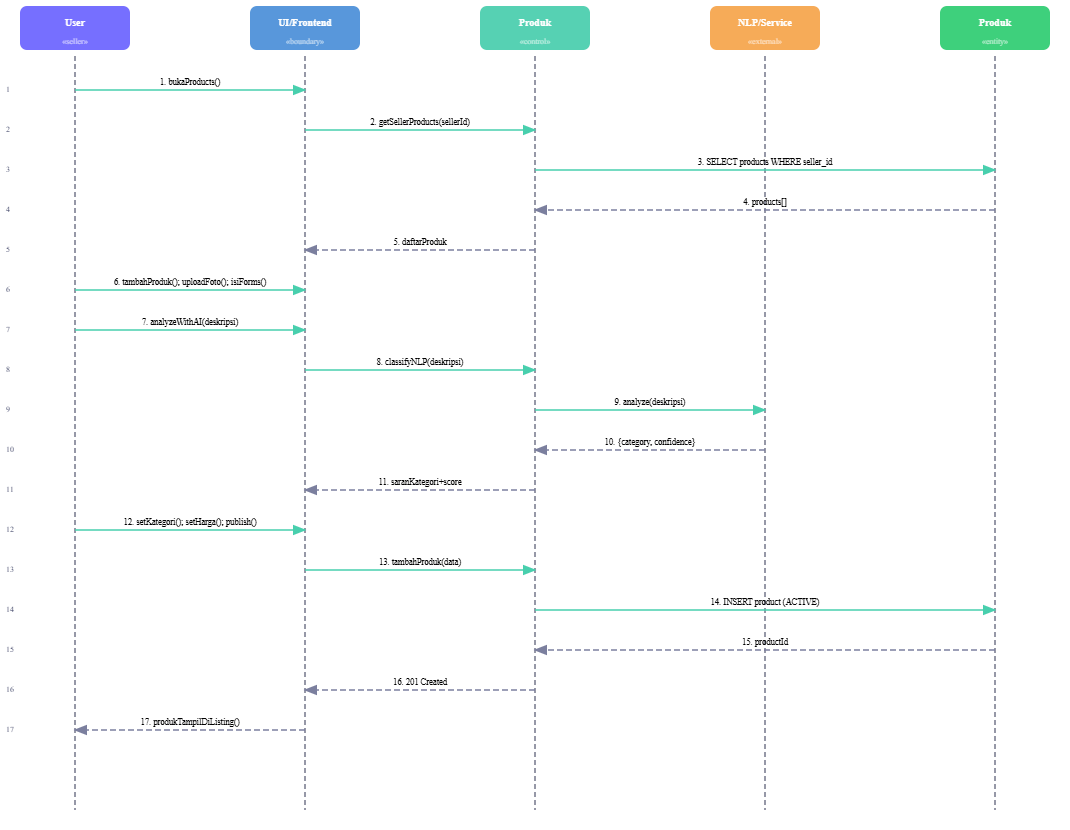 User
«seller»
UI/Frontend
«boundary»
Produk
«control»
NLP/Service
«external»
Produk
«entity»
1
1. bukaProducts()
2
2. getSellerProducts(sellerId)
3
3. SELECT products WHERE seller_id
4
4. products[]
5
5. daftarProduk
6
6. tambahProduk(); uploadFoto(); isiForms()
7
7. analyzeWithAI(deskripsi)
8
8. classifyNLP(deskripsi)
9
9. analyze(deskripsi)
10
10. {category, confidence}
11
11. saranKategori+score
12
12. setKategori(); setHarga(); publish()
13
13. tambahProduk(data)
14
14. INSERT product (ACTIVE)
15
15. productId
16
16. 201 Created
17
17. produkTampilDiListing()